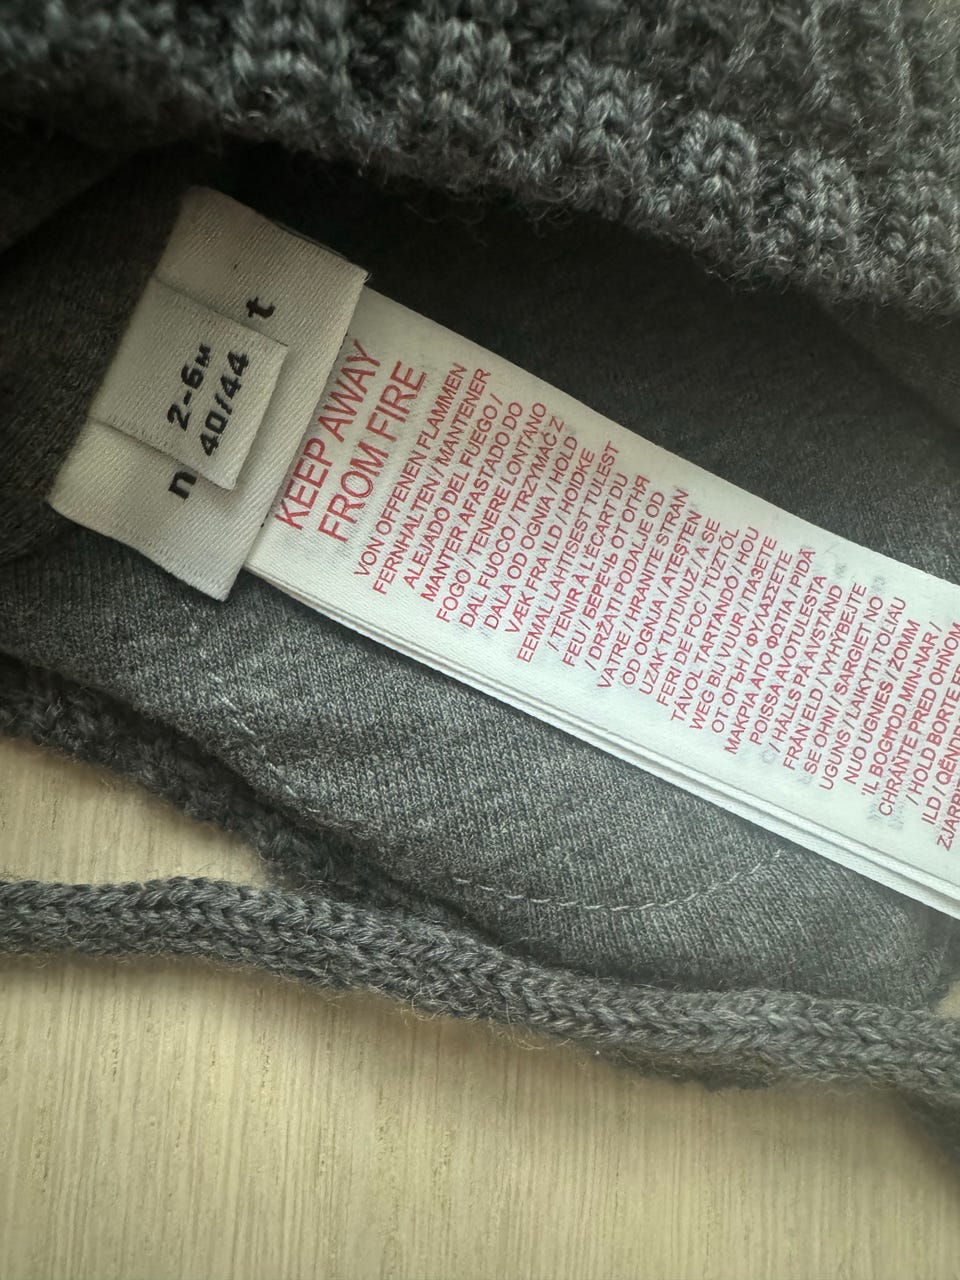 n t
2-6M
40/44
KEEP AWAY
FROM FIRE
VON OFFENEN FLAMMEN
FERNHALTEN / MANTENER
ALEJADO DEL FUEGO /
MANTER AFASTADO DO
FOGO / TENERE LONTANO
DAL FUOCO / TRZYMAĆ Z
DALA OD OGNIA / HOLD
VÆK FRA ILD / HOIDKE
EEMAL LAHTISEST TULEST
/ TENIR À L'ÉCART DU
FEU / БЕРЕЧЬ ОТ ОГНЯ
/ DRŽATI PODALJE OD
VATRE / CHRANITE STRAN
OD OGNJA / ATEŞTEN
UZAK TUTUNUZ / A SE
FERI DE FOC / TŰZTŐL
TÁVOL TARTANDÓ / HOU
WEG BIJ VUUR / ПАЗЕТЕ
ОТ ОГЪН / ΦΥΛΑΣΣΕΤΕ
ΜΑΚΡΙΑ ΑΠΟ ΦΩΤΙΑ / PIDÄ
POISSA AVOTULESTA
/ HÅLLS PÅ AVSTÅND
FRÅN ELD / VYHÝBEJTE
SE OHNI / SARGIET NO
UGUNS / LAIKYTI TOLIAU
NUO UGNIES / ŻOMM
'IL BOGĦOD MIN-NAR /
CHRÁŇTE PRED OHŇOM
/ HOLD BORTE
ILD / QËNDR
ZJARR